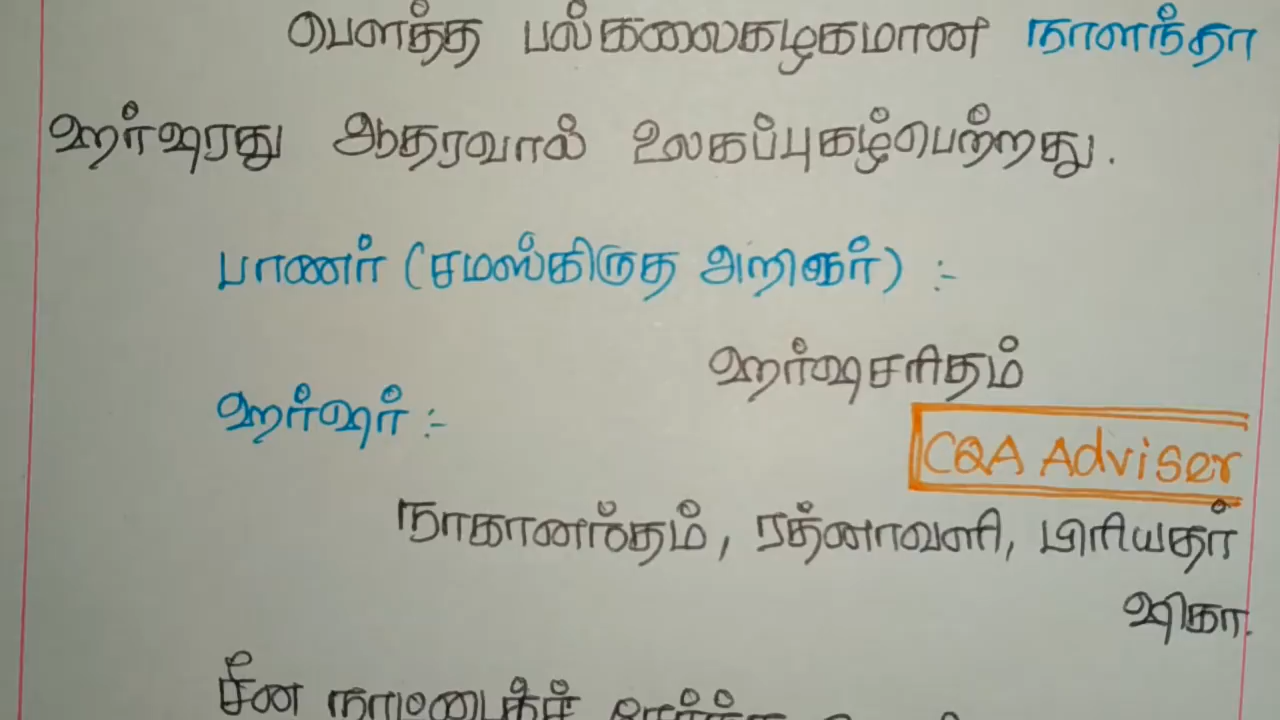 பௌத்த பல்கலைகழகமான நாளந்தா
ஹர்ஷரது ஆதரவால் உலகப்புகழ்பெற்றது.
பாணர் (சமஸ்கிருத அறிஞர்) :-
ஹர்ஷசரிதம்
ஹர்ஷர் :-
CQA Adviser
நாகானந்தம், ரத்னாவளி, பிரியதர்
ஷிகா.
சீன